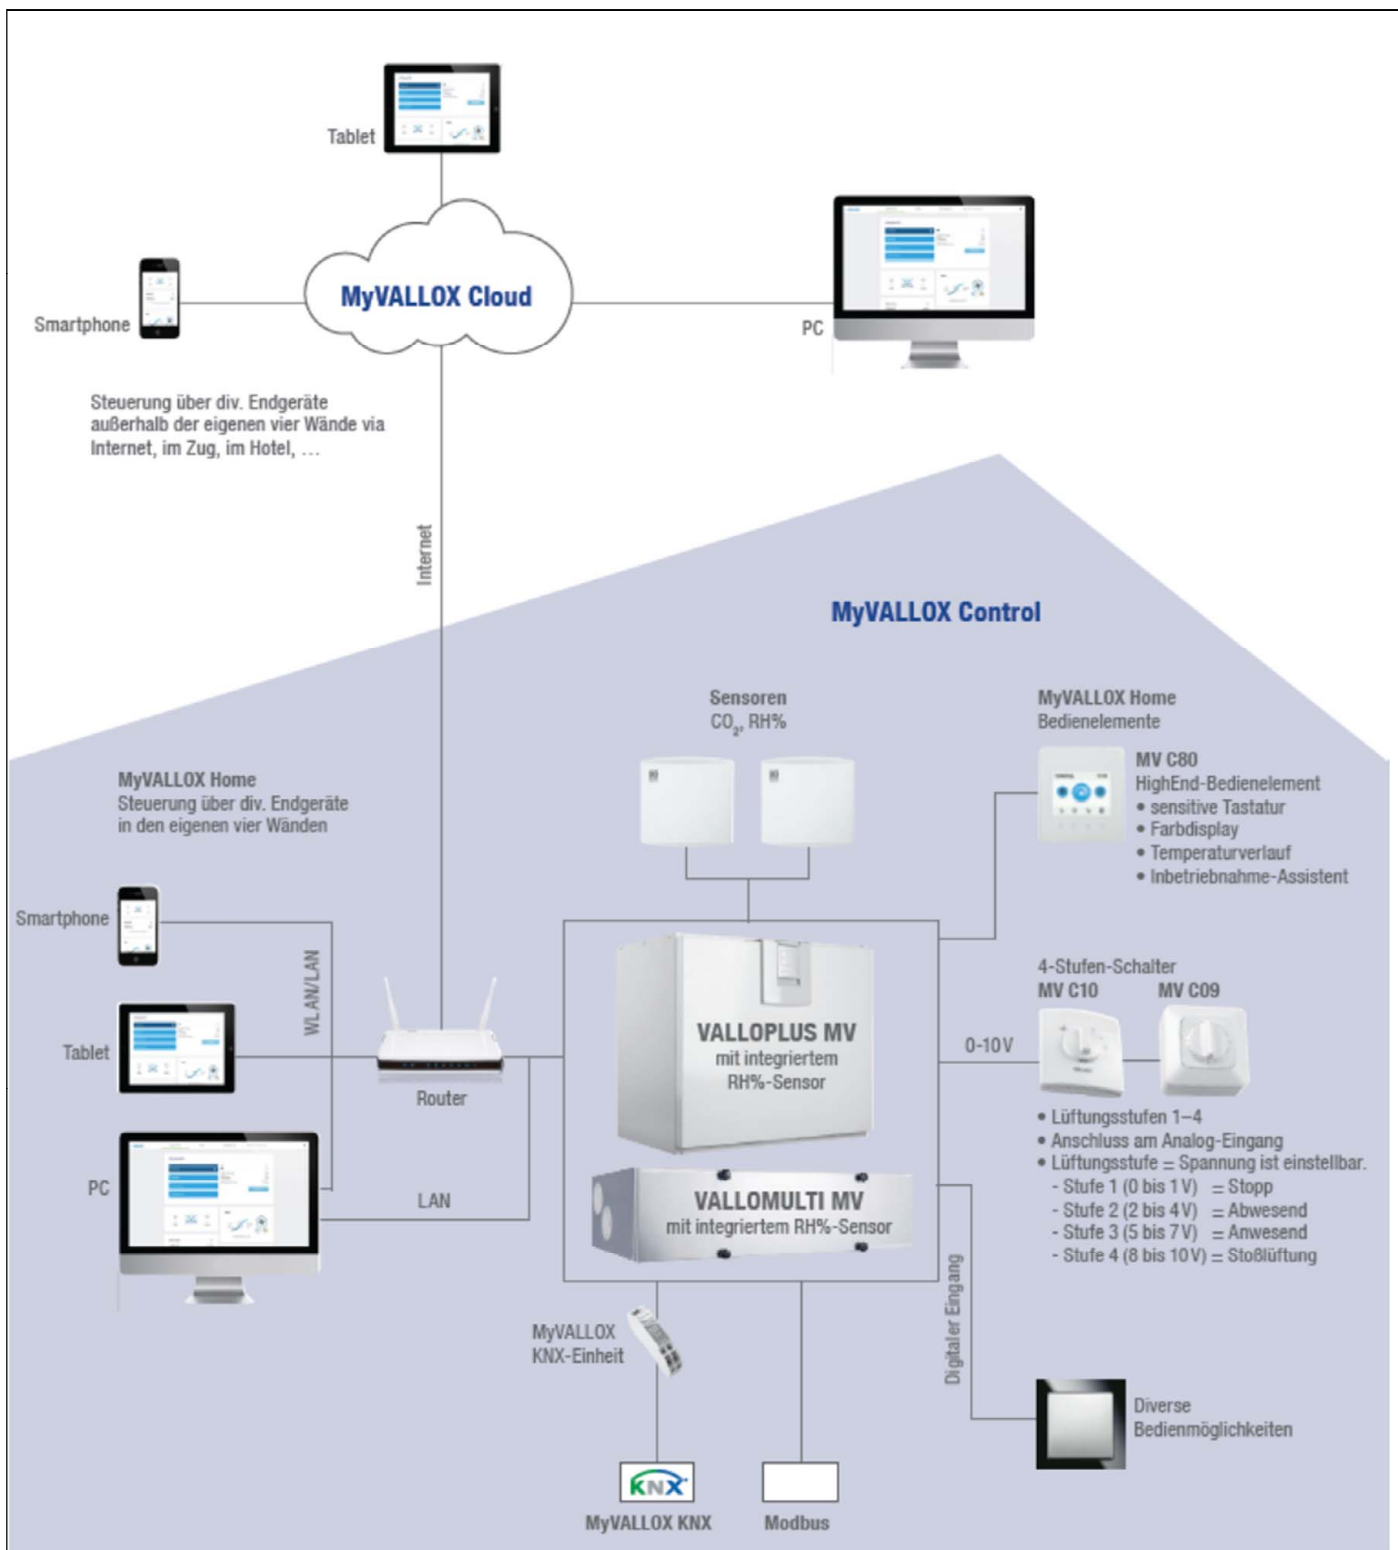 Tablet
MyVALLOX Cloud
Smartphone
PC
Steuerung über div. Endgeräte
außerhalb der eigenen vier Wände via
Internet, im Zug, im Hotel, …
Internet
MyVALLOX Control
Sensoren
CO₂, RH%
MyVALLOX Home
Bedienelemente
MV C80
HighEnd-Bedienelement
• sensitive Tastatur
• Farbdisplay
• Temperaturverlauf
• Inbetriebnahme-Assistent
MyVALLOX Home
Steuerung über div. Endgeräte
in den eigenen vier Wänden
Smartphone
WLAN/LAN
Tablet
Router
PC
LAN
VALLOPLUS MV
mit integriertem
RH%-Sensor
VALLOMULTI MV
mit integriertem RH%-Sensor
4-Stufen-Schalter
MV C10 MV C09
0-10 V
• Lüftungsstufen 1–4
• Anschluss am Analog-Eingang
• Lüftungsstufe = Spannung ist einstellbar.
- Stufe 1 (0 bis 1 V) = Stopp
- Stufe 2 (2 bis 4 V) = Abwesend
- Stufe 3 (5 bis 7 V) = Anwesend
- Stufe 4 (8 bis 10 V) = Stoßlüftung
Digitaler Eingang
MyVALLOX
KNX-Einheit
Diverse
Bedienmöglichkeiten
KNX
MyVALLOX KNX
Modbus